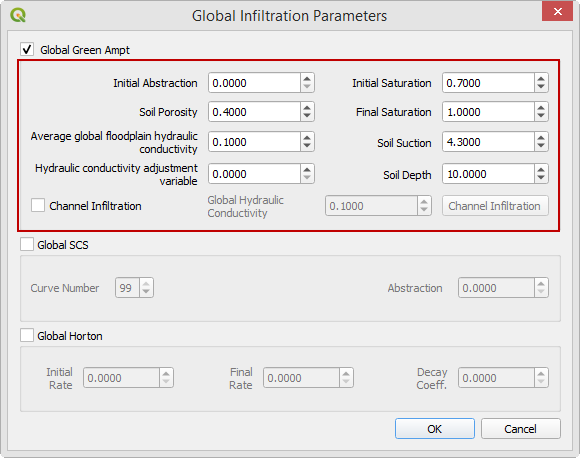 Global Infiltration Parameters
Global Green Ampt
Initial Abstraction 0.0000 Initial Saturation 0.7000
Soil Porosity 0.4000 Final Saturation 1.0000
Average global floodplain hydraulic
conductivity 0.1000 Soil Suction 4.3000
Hydraulic conductivity adjustment
variable 0.0000 Soil Depth 10.0000
Channel Infiltration Global Hydraulic
Conductivity 0.1000 Channel Infiltration
Global SCS
Curve Number 99 Abstraction 0.0000
Global Horton
Initial
Rate 0.0000 Final
Rate 0.0000 Decay
Coeff. 0.0000
OK Cancel